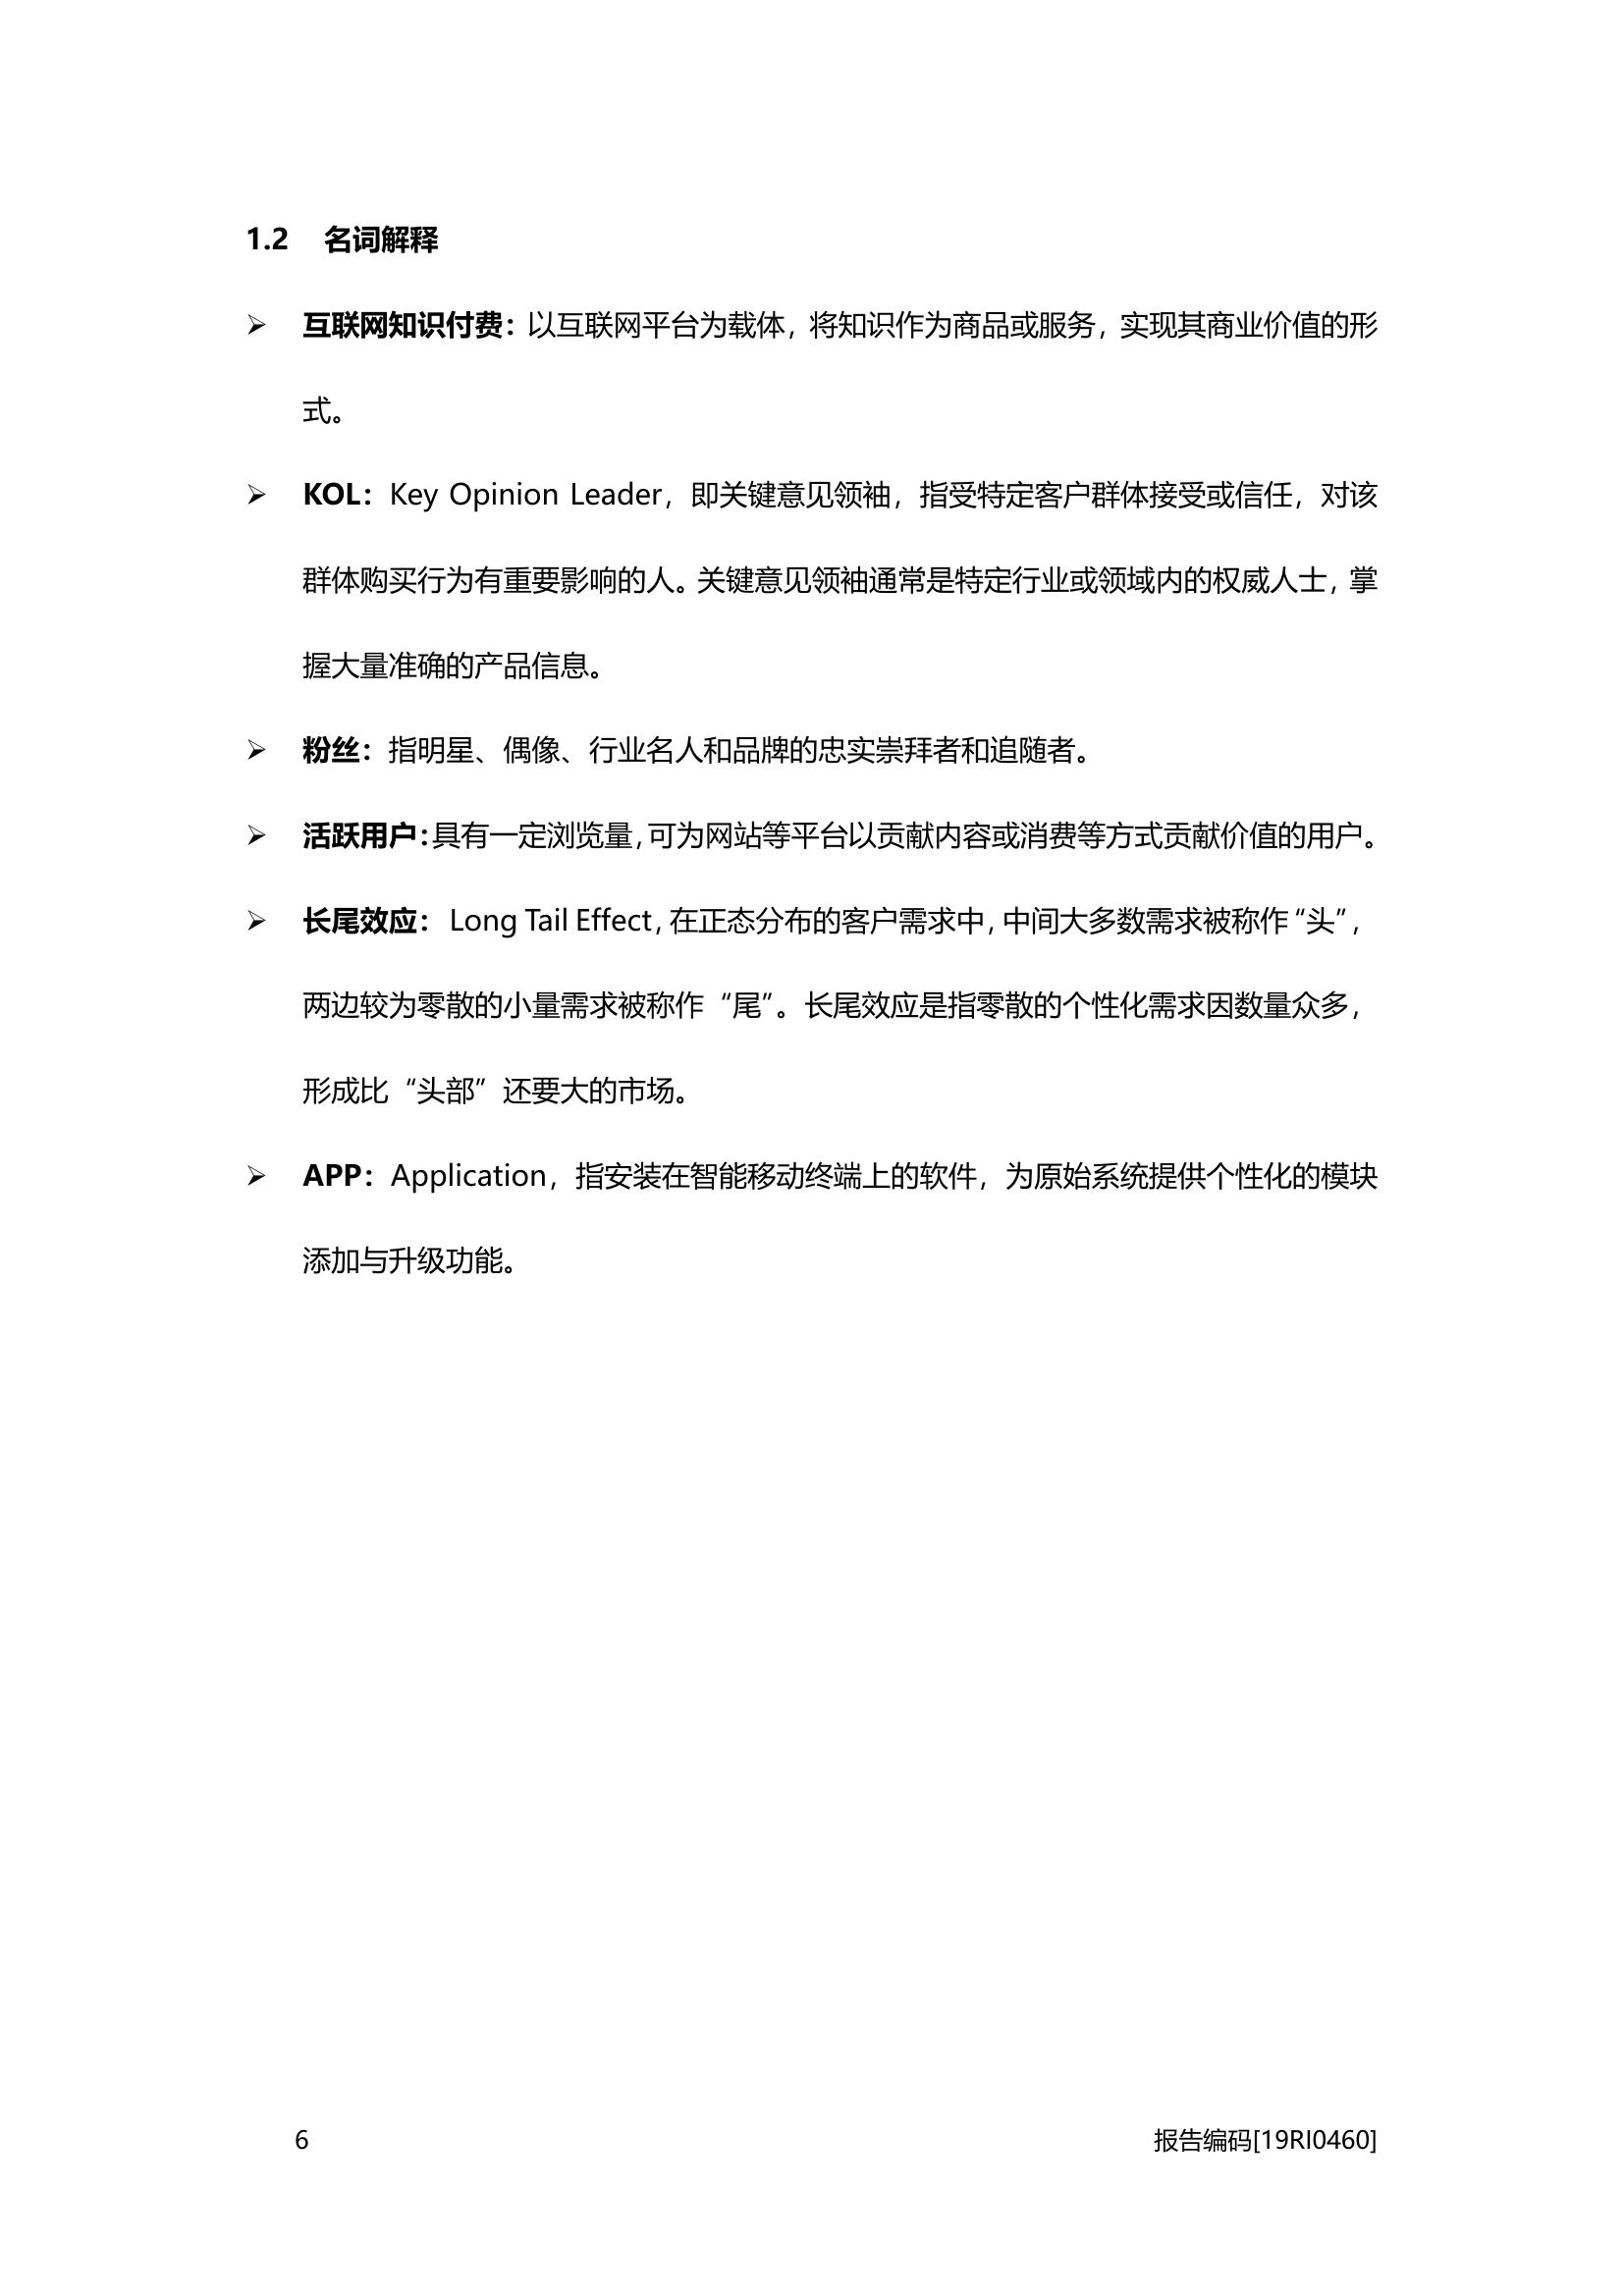 1.2 名词解释
➢ 互联网知识付费：以互联网平台为载体，将知识作为商品或服务，实现其商业价值的形
式。
➢ KOL：Key Opinion Leader，即关键意见领袖，指受特定客户群体接受或信任，对该
群体购买行为有重要影响的人。关键意见领袖通常是特定行业或领域内的权威人士，掌
握大量准确的产品信息。
➢ 粉丝：指明星、偶像、行业名人和品牌的忠实崇拜者和追随者。
➢ 活跃用户：具有一定浏览量，可为网站等平台以贡献内容或消费等方式贡献价值的用户。
➢ 长尾效应：Long Tail Effect，在正态分布的客户需求中，中间大多数需求被称作“头”，
两边较为零散的小量需求被称作“尾”。长尾效应是指零散的个性化需求因数量众多，
形成比“头部”还要大的市场。
➢ APP：Application，指安装在智能移动终端上的软件，为原始系统提供个性化的模块
添加与升级功能。
6 报告编码[19RI0460]